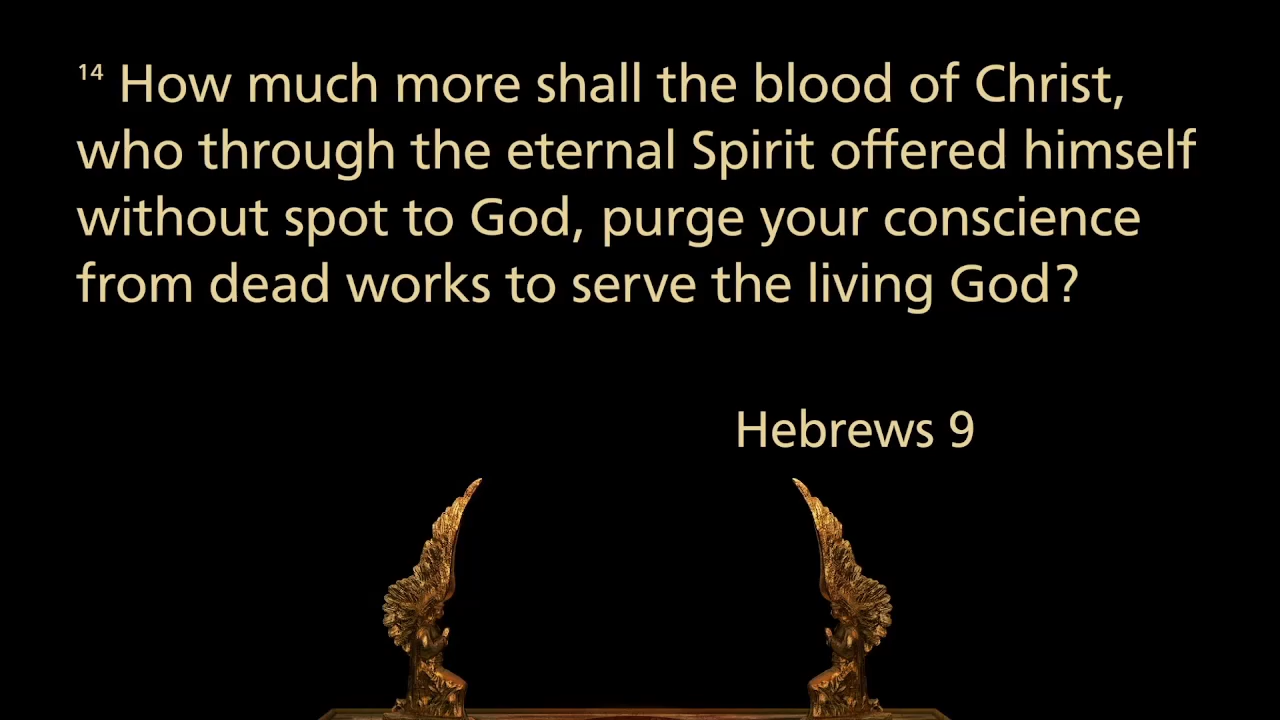 14 How much more shall the blood of Christ,
who through the eternal Spirit offered himself
without spot to God, purge your conscience
from dead works to serve the living God?
Hebrews 9